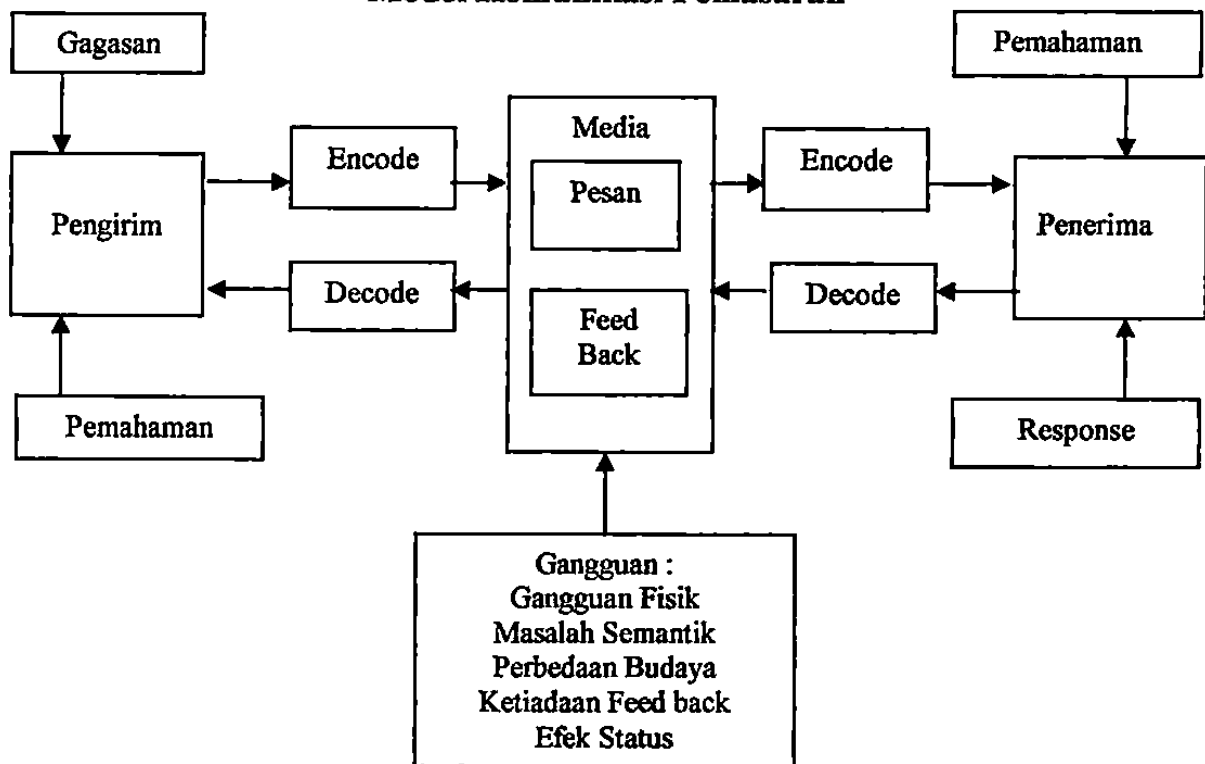 Gagasan
Pemahaman
Media
Encode
Encode
Pesan
Pengirim
Penerima
Decode
Decode
Feed
Back
Pemahaman
Response
Gangguan :
Gangguan Fisik
Masalah Semantik
Perbedaan Budaya
Ketiadaan Feed back
Efek Status